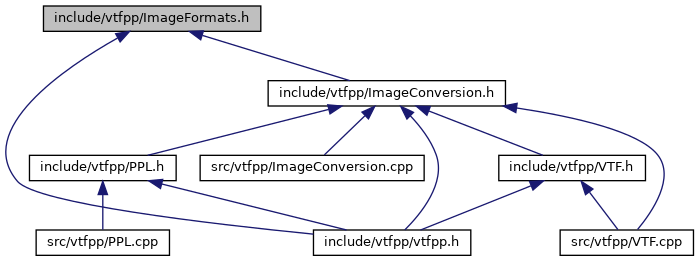 include/vtfpp/ImageFormats.h
include/vtfpp/ImageConversion.h
include/vtfpp/PPL.h
src/vtfpp/ImageConversion.cpp
include/vtfpp/VTF.h
src/vtfpp/PPL.cpp
include/vtfpp/vtfpp.h
src/vtfpp/VTF.cpp